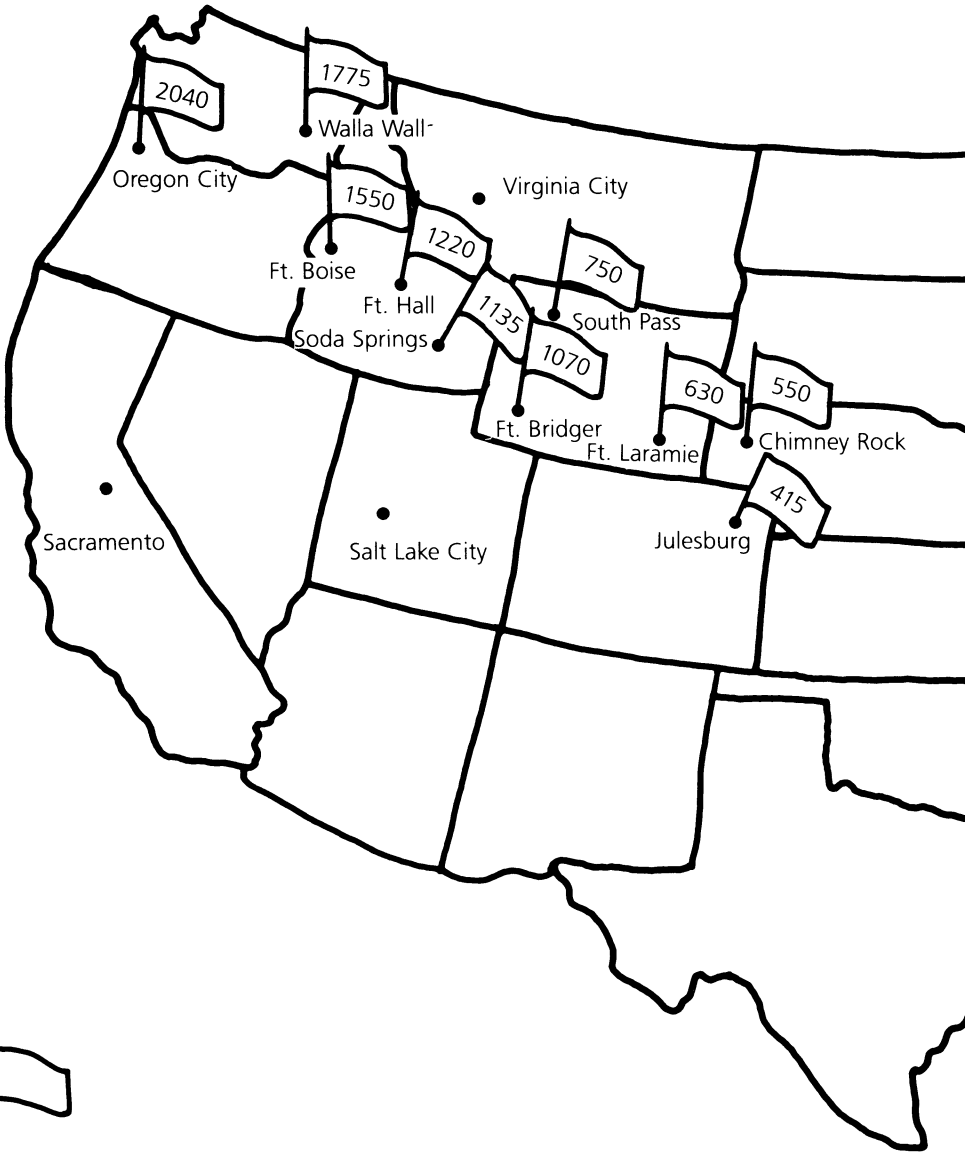 1775
2040
Walla Wall
Oregon City
Virginia City
1550
1220
750
Ft. Boise
Ft. Hall
1135
South Pass
Soda Springs
1070
630
550
Ft. Bridger
Ft. Laramie
Chimney Rock
415
Sacramento
Salt Lake City
Julesburg